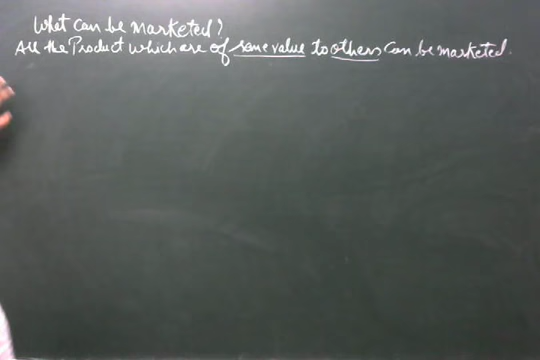 What can be marketed?
All the Product which are of some value to others can be marketed.